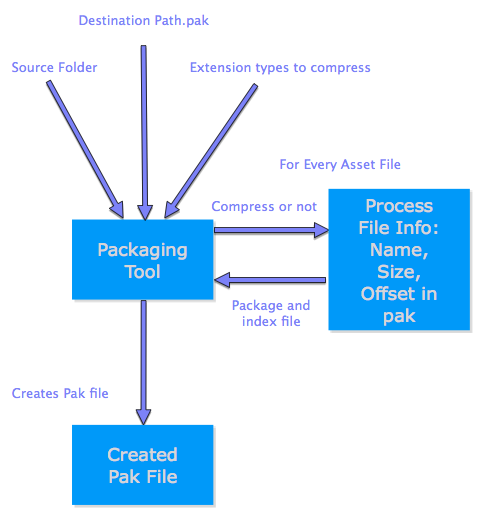 Destination Path.pak
Source Folder
Extension types to compress
For Every Asset File
Compress or not
Process
File Info:
Name,
Size,
Offset in
pak
Packaging
Tool
Package and
index file
Creates Pak file
Created
Pak File